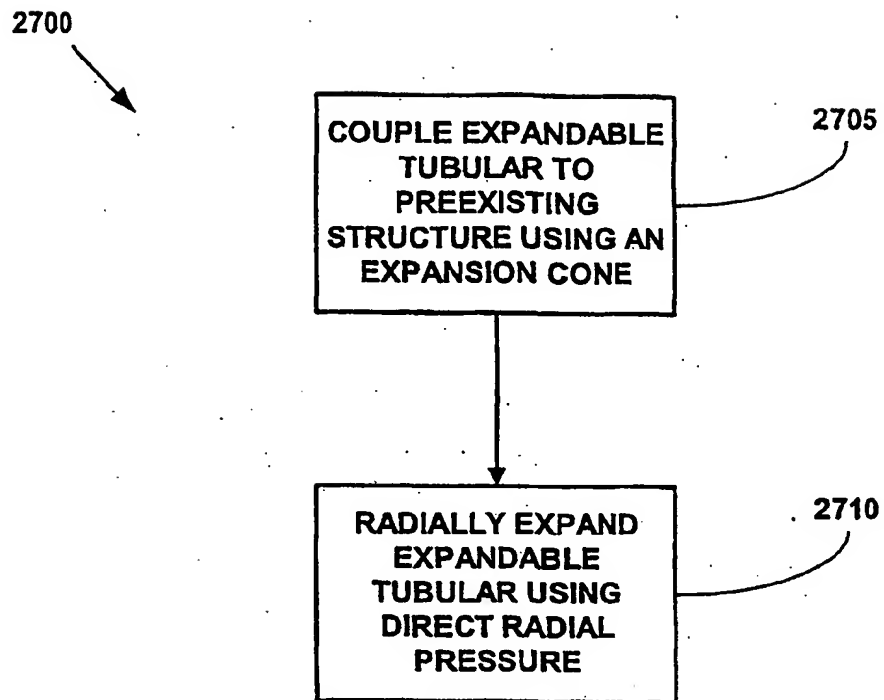 2700
COUPLE EXPANDABLE
TUBULAR TO
PREEXISTING
STRUCTURE USING AN
EXPANSION CONE
2705
RADIALLY EXPAND
EXPANDABLE
TUBULAR USING
DIRECT RADIAL
PRESSURE
2710